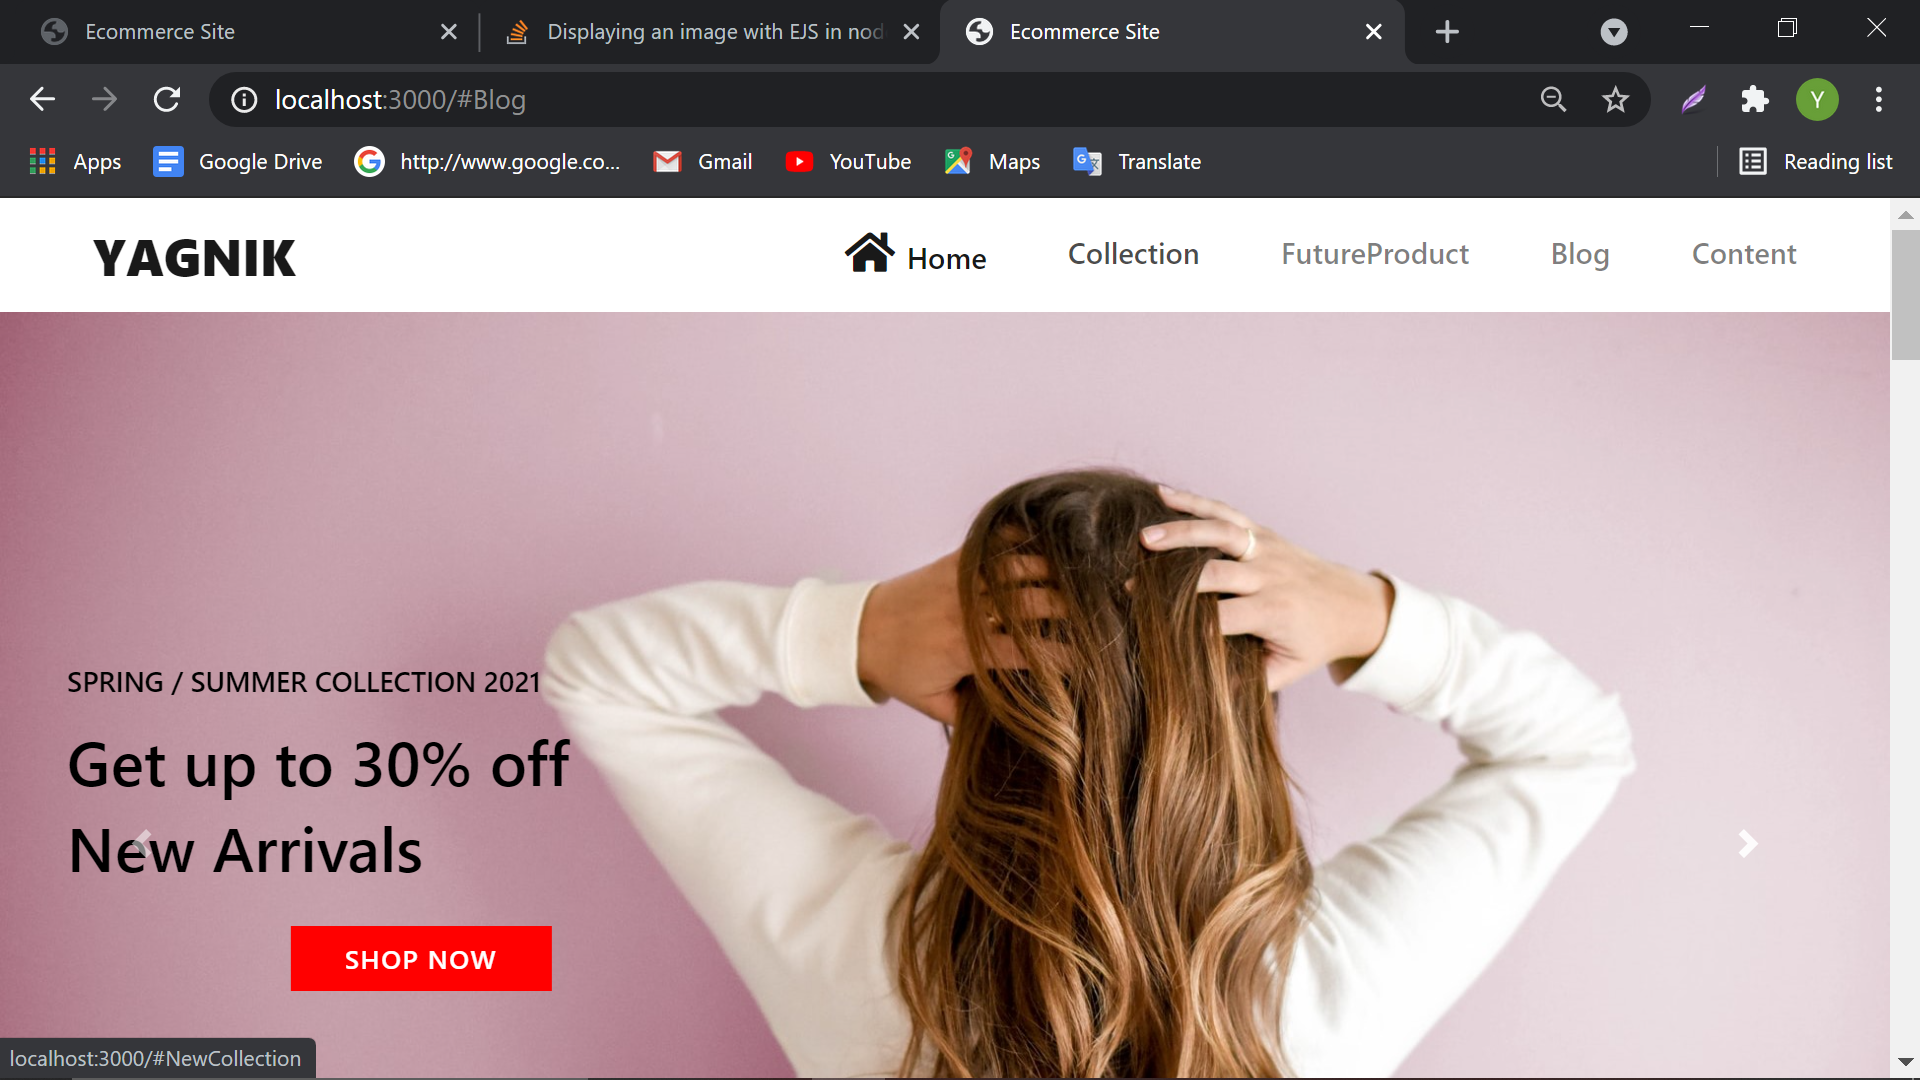 Ecommerce Site
Displaying an image with EJS in nod
Ecommerce Site
localhost:3000/#Blog
Y
Apps
Google Drive
http://www.google.co...
Gmail
YouTube
Maps
Translate
Reading list
YAGNIK
Home
Collection
FutureProduct
Blog
Content
SPRING / SUMMER COLLECTION 2021
Get up to 30% off
New Arrivals
SHOP NOW
localhost:3000/#NewCollection